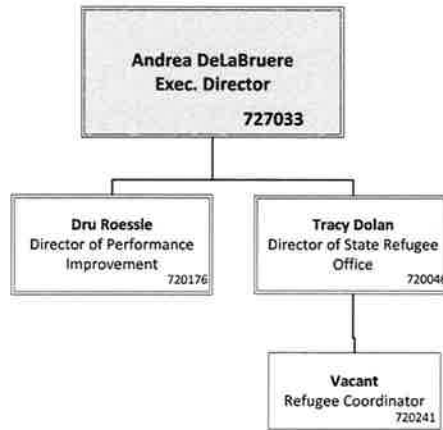 Andrea DeLaBruere
Exec. Director
727033
Dru Roessle
Director of Performance
Improvement
720176
Tracy Dolan
Director of State Refugee
Office
720046
Vacant
Refugee Coordinator
720241